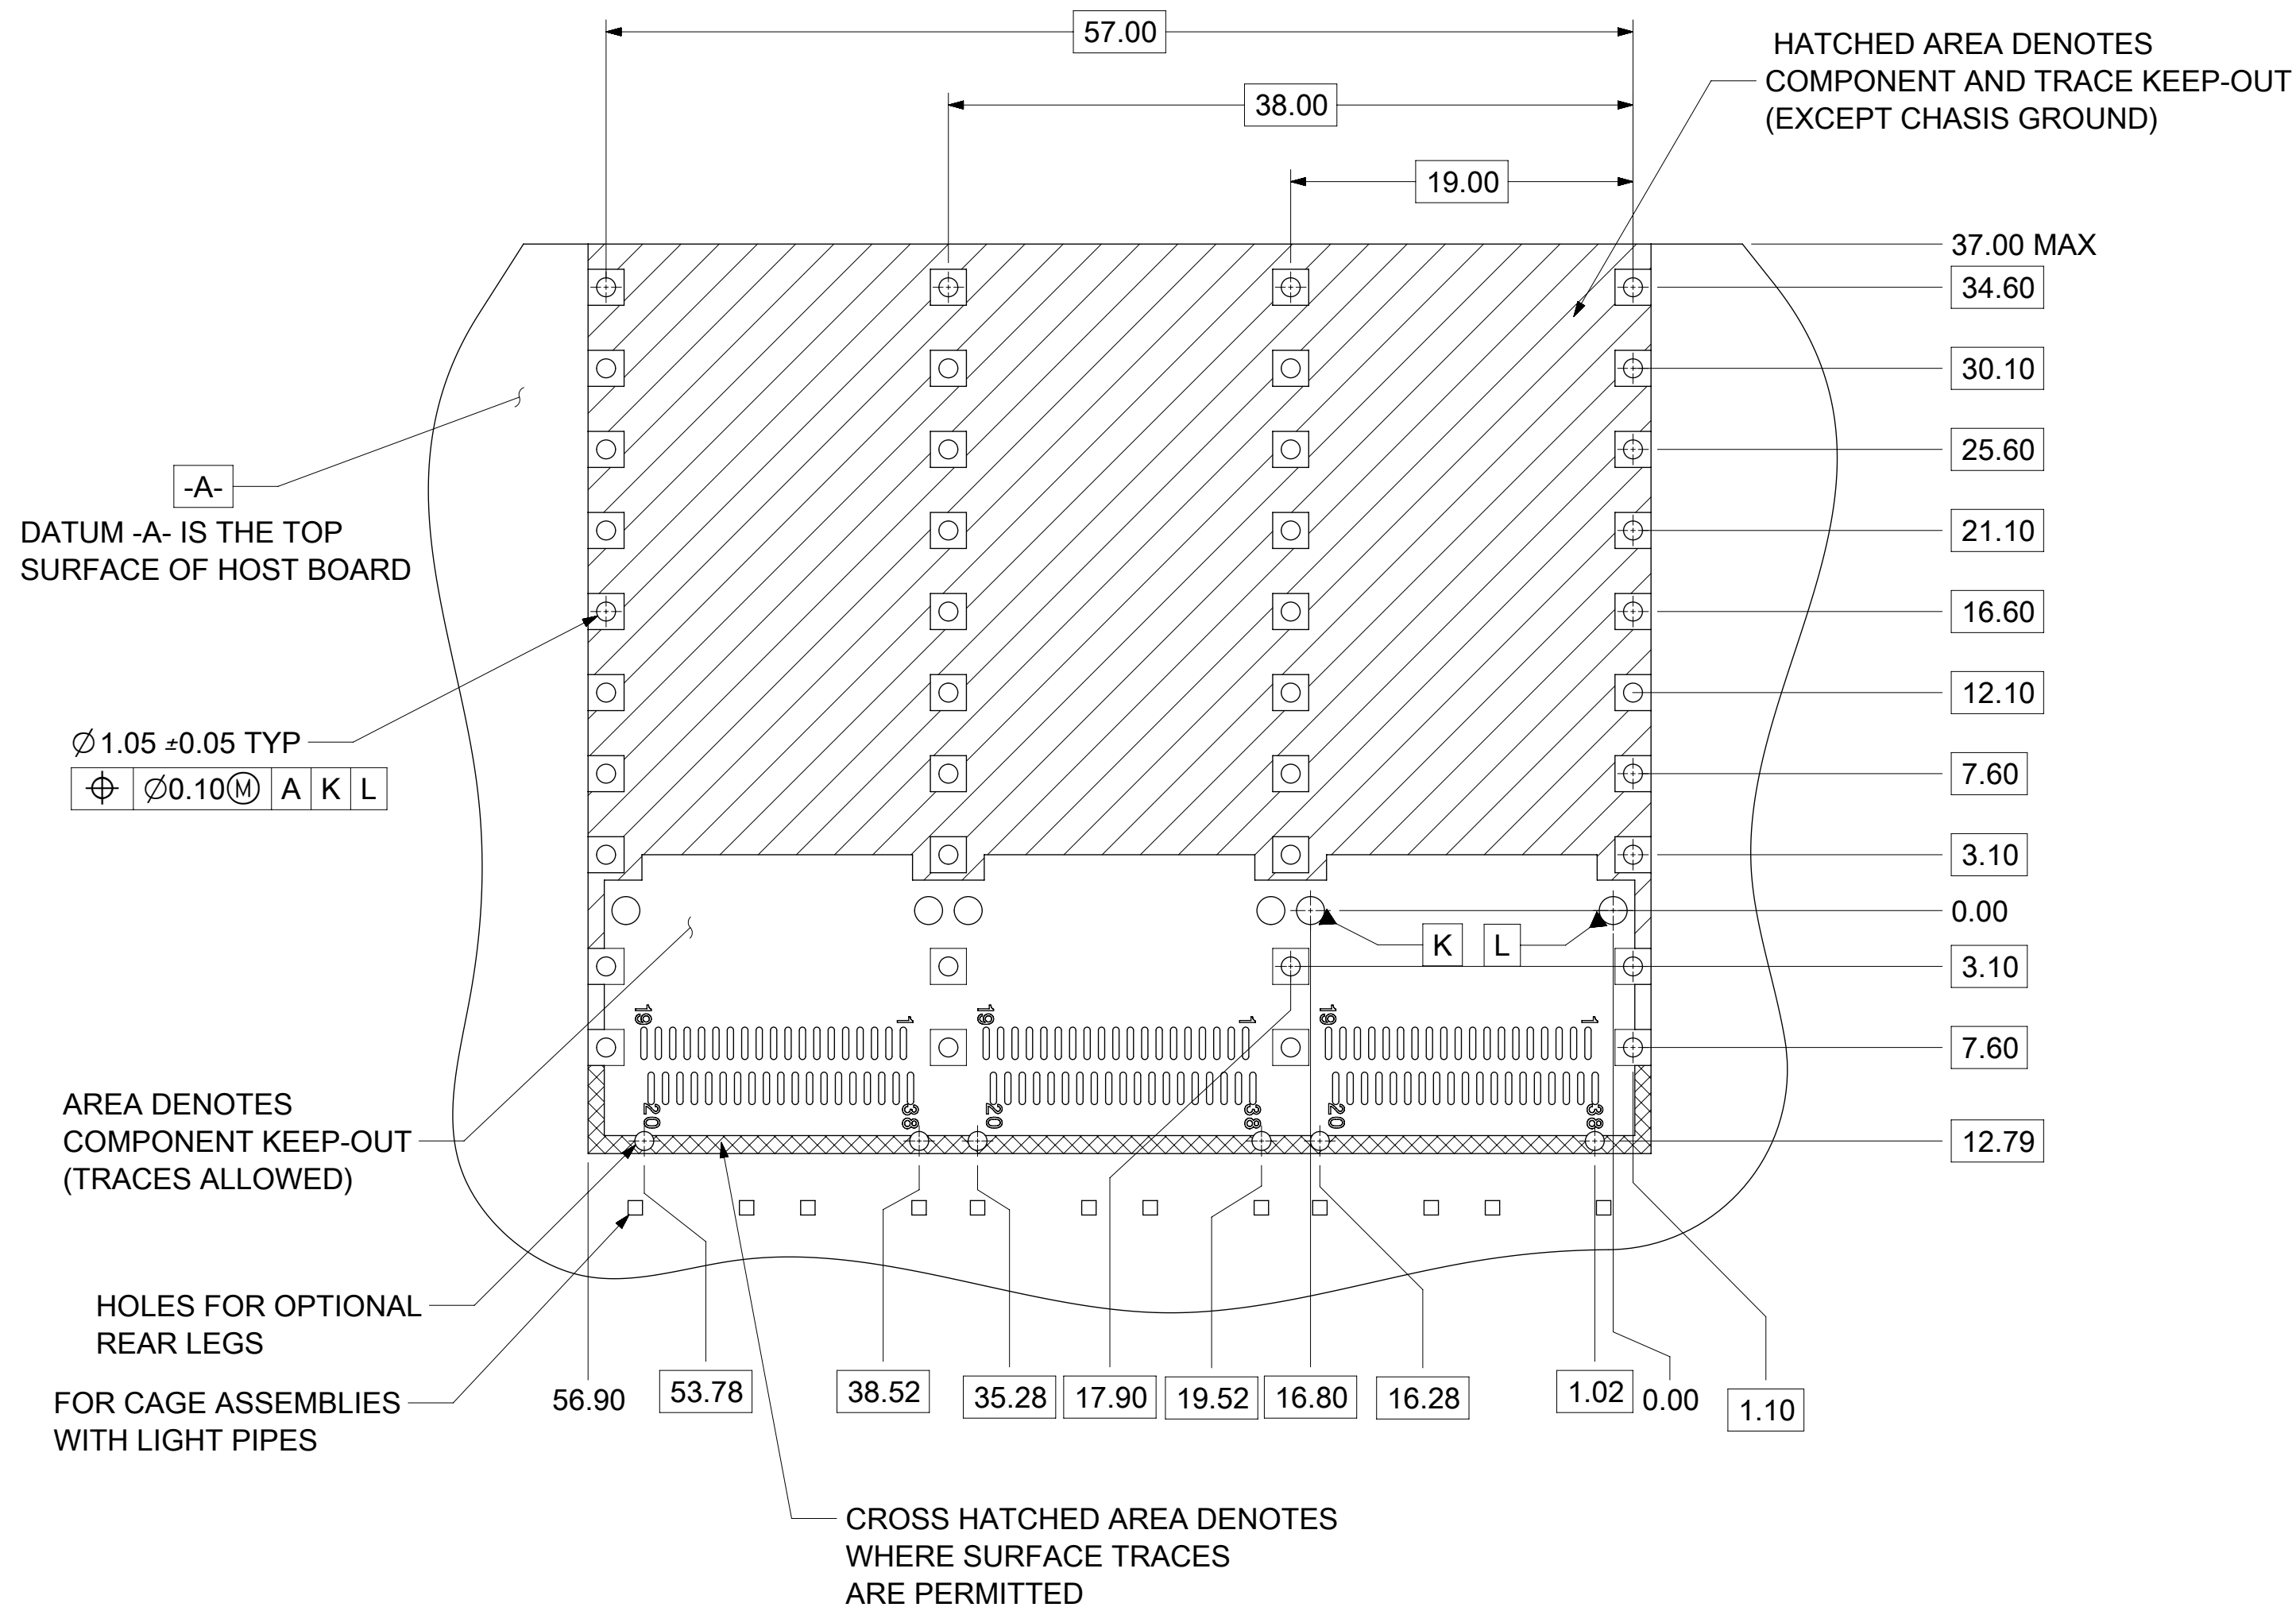 57.00
38.00
19.00
HATCHED AREA DENOTES
COMPONENT AND TRACE KEEP-OUT
(EXCEPT CHASIS GROUND)
37.00 MAX
34.60
30.10
25.60
21.10
16.60
12.10
7.60
3.10
0.00
3.10
7.60
12.79
-A-
DATUM -A- IS THE TOP
SURFACE OF HOST BOARD
∅1.05 ±0.05 TYP
⌖ ∅0.10Ⓜ A K L
K L
19 1 19 1 19 1
20 38 20 38 20 38
AREA DENOTES
COMPONENT KEEP-OUT
(TRACES ALLOWED)
HOLES FOR OPTIONAL
REAR LEGS
FOR CAGE ASSEMBLIES
WITH LIGHT PIPES
56.90 53.78 38.52 35.28 17.90 19.52 16.80 16.28 1.02 0.00 1.10
CROSS HATCHED AREA DENOTES
WHERE SURFACE TRACES
ARE PERMITTED